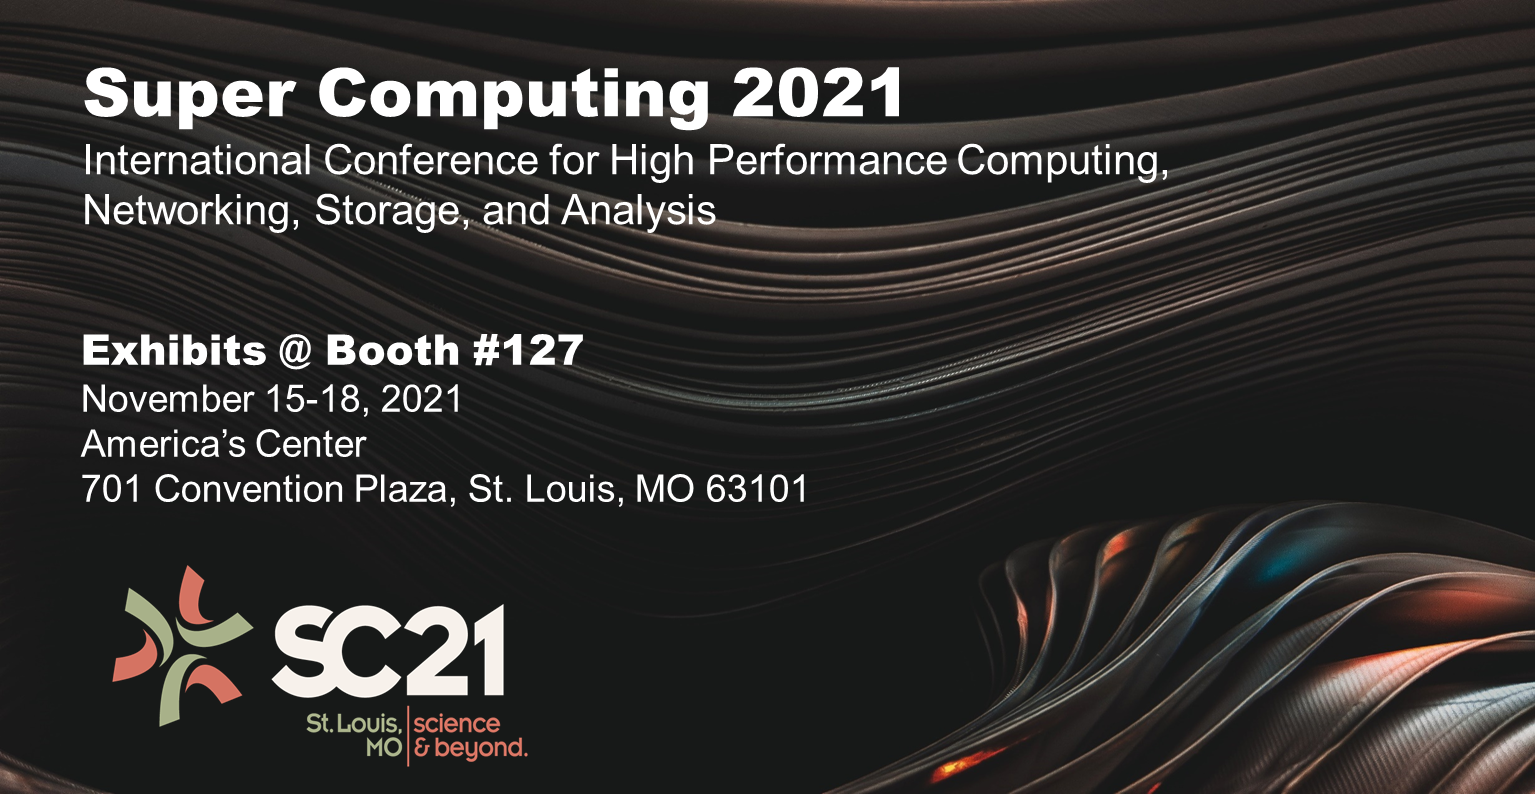 Super Computing 2021
International Conference for High Performance Computing,
Networking, Storage, and Analysis
Exhibits @ Booth #127
November 15-18, 2021
America’s Center
701 Convention Plaza, St. Louis, MO 63101
SC21
St. Louis, science
MO & beyond.